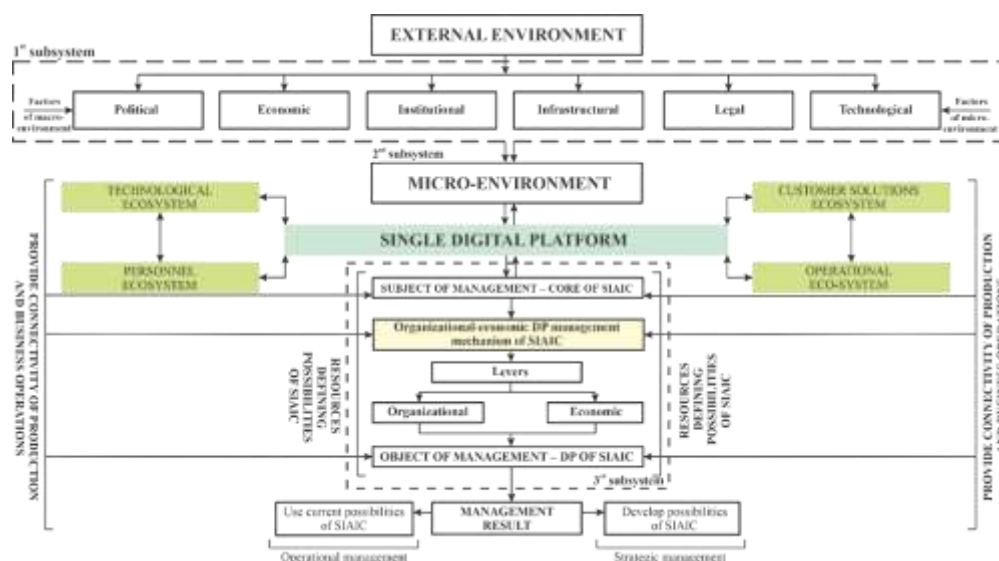 EXTERNAL ENVIRONMENT
1st subsystem
Factors
of macro-
environment
Political
Economic
Institutional
Infrastructural
Legal
Technological
Factors
of micro-
environment
2nd subsystem
MICRO-ENVIRONMENT
TECHNOLOGICAL
ECOSYSTEM
CUSTOMER SOLUTIONS
ECOSYSTEM
SINGLE DIGITAL PLATFORM
PERSONNEL
ECOSYSTEM
OPERATIONAL
ECO-SYSTEM
PROVIDE CONNECTIVITY OF PRODUCTION
AND BUSINESS OPERATIONS
SUBJECT OF MANAGEMENT – CORE OF SIAIC
Organizational-economic DP management
mechanism of SIAIC
Levers
Organizational
Economic
RESOURCES
DEFINING
POSSIBILITIES
OF SIAIC
RESOURCES
DEFINING
POSSIBILITIES
OF SIAIC
OBJECT OF MANAGEMENT – DP OF SIAIC
3rd subsystem
PROVIDE CONNECTIVITY OF PRODUCTION
Use current possibilities
of SIAIC
MANAGEMENT
RESULT
Develop possibilities
of SIAIC
Operational management
Strategic management